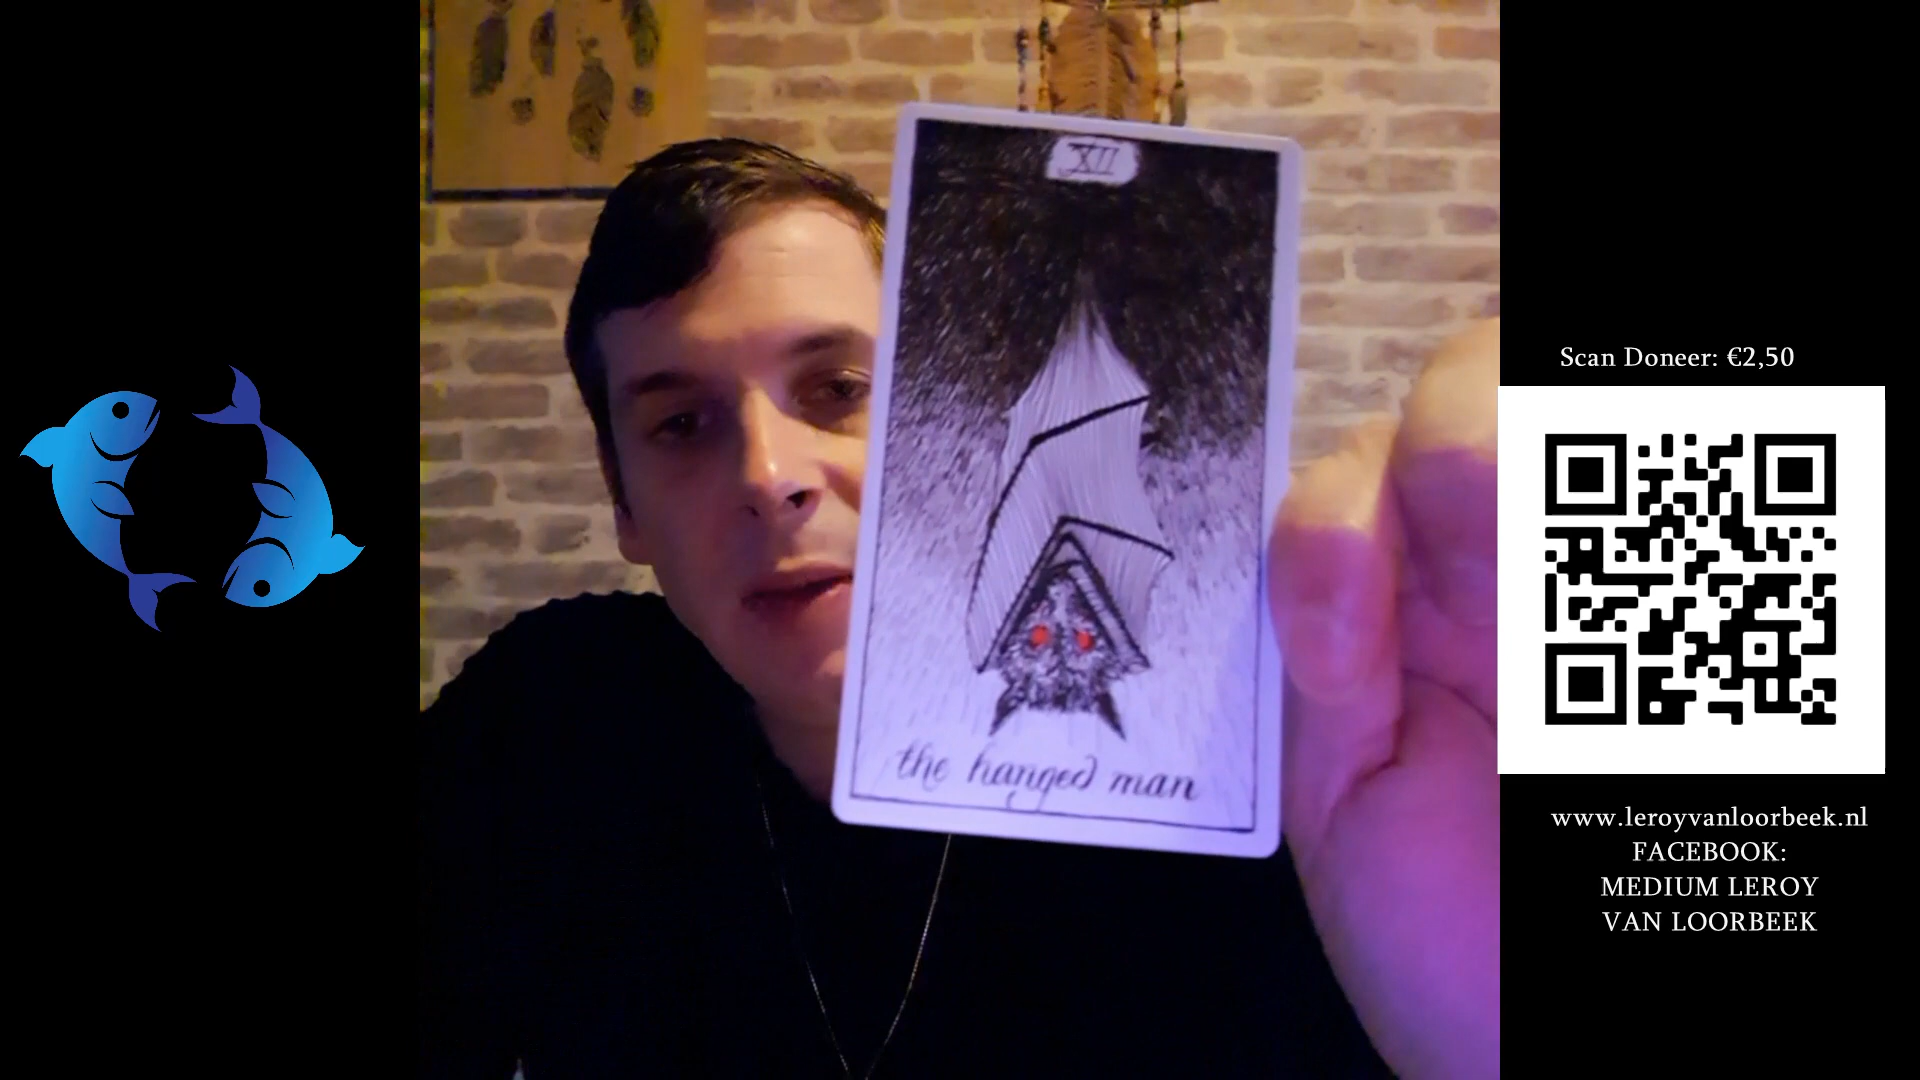 XII
the hanged man
Scan Doneer: €2,50
www.leroyvanloorbeek.nl
FACEBOOK:
MEDIUM LEROY
VAN LOORBEEK